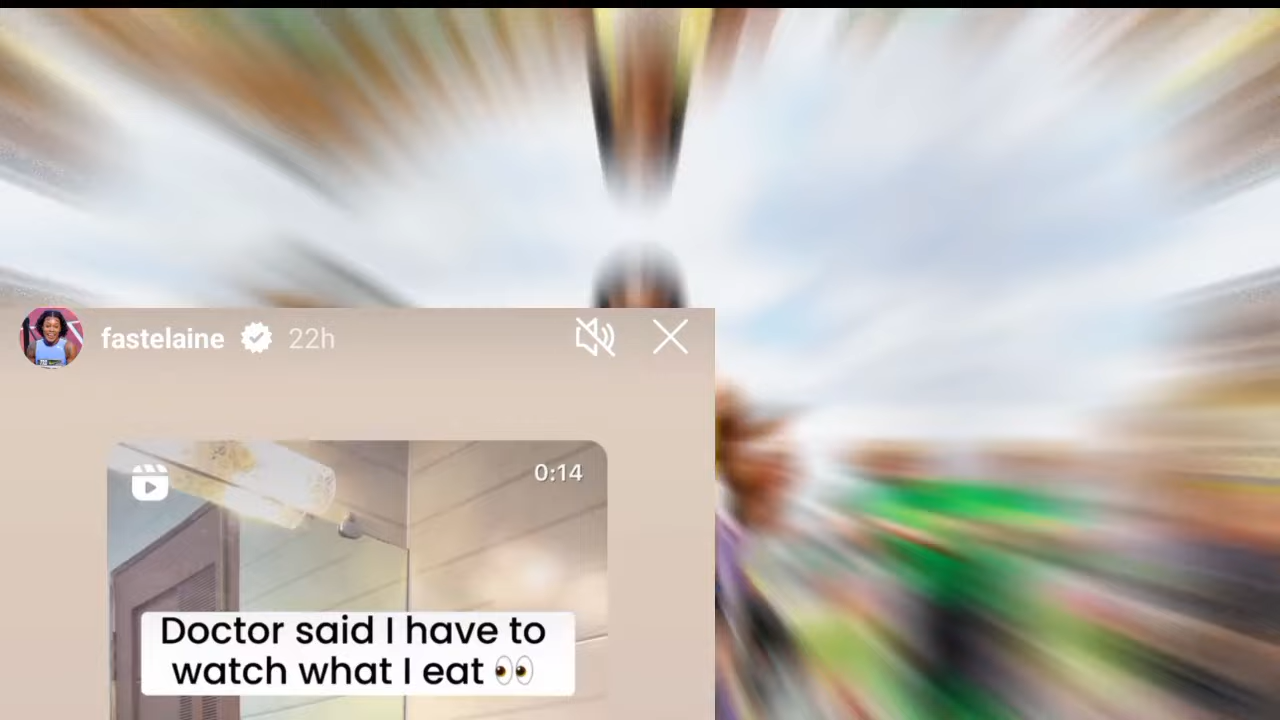 fastelaine 22h
0:14
Doctor said I have to
watch what I eat 👀